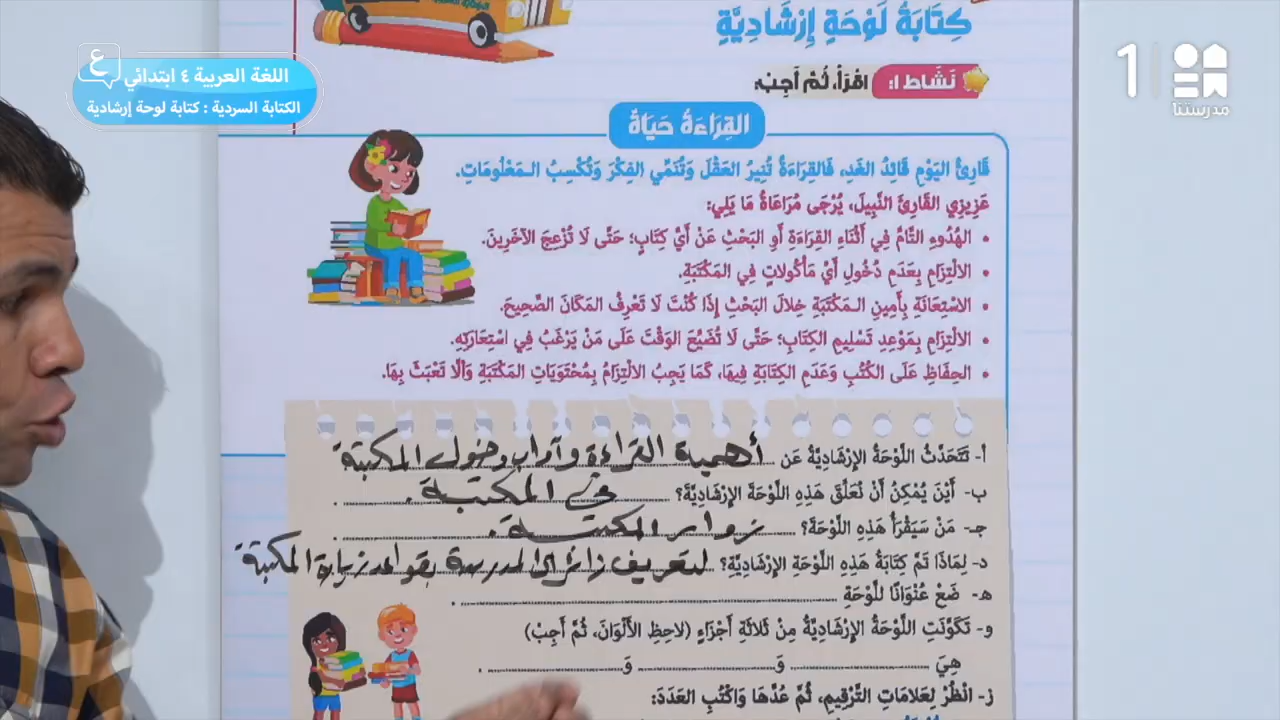 كِتَابَةُ لَوْحَةٍ إِرْشَادِيَّةٍ
اللغة العربية ٤ ابتدائي
ع
الكتابة السردية : كتابة لوحة إرشادية
1
مدرستنا
نَشَاط ١: اقْرَأْ، ثُمَّ أَجِبْ:
القِرَاءَةُ حَيَاةٌ
قَارِئُ اليَوْمِ قَائِدُ الغَدِ، فَالقِرَاءَةُ تُنِيرُ العَقْلَ وَتُنَمِّي الفِكْرَ وَتُكْسِبُ الـمَعْلُومَاتِ.
عَزِيزِي القَارِئَ النَّبِيلَ، يُرْجَى مُرَاعَاةُ مَا يَلِي:
• الهُدُوءِ التَّامِّ فِي أَثْنَاءِ القِرَاءَةِ أَوِ البَحْثِ عَنْ أَيِّ كِتَابٍ؛ حَتَّى لَا تُزْعِجَ الآخَرِينَ.
• الالْتِزَامِ بِعَدَمِ دُخُولِ أَيِّ مَأْكُولَاتٍ فِي المَكْتَبَةِ.
• الاسْتِعَانَةِ بِأَمِينِ الـمَكْتَبَةِ خِلَالَ البَحْثِ إِذَا كُنْتَ لَا تَعْرِفُ المَكَانَ الصَّحِيحَ.
• الالْتِزَامِ بِمَوْعِدِ تَسْلِيمِ الكِتَابِ؛ حَتَّى لَا تُضَيِّعَ الوَقْتَ عَلَى مَنْ يَرْغَبُ فِي اسْتِعَارَتِهِ.
• الحِفَاظِ عَلَى الكُتُبِ وَعَدَمِ الكِتَابَةِ فِيهَا، كَمَا يَجِبُ الالْتِزَامُ بِمُحْتَوَيَاتِ المَكْتَبَةِ وَأَلَّا تَعْبَثَ بِهَا.
أ- تَتَحَدَّثُ اللَّوْحَةُ الإِرْشَادِيَّةُ عَن أهمية القراءة وآداب دخول المكتبة
ب- أَيْنَ يُمْكِنُ أَنْ نُعَلِّقَ هَذِهِ اللَّوْحَةَ الإِرْشَادِيَّةَ؟ في المكتبة.
جـ- مَنْ سَيَقْرَأُ هَذِهِ اللَّوْحَةَ؟ زوار المكتبة.
د- لِمَاذَا تَمَّ كِتَابَةُ هَذِهِ اللَّوْحَةِ الإِرْشَادِيَّةِ؟ لتعريف زائري المدرسة بقواعد زيارة المكتبة
هـ- ضَعْ عُنْوَانًا لِلَّوْحَةِ .
و- تَكَوَّنَتِ اللَّوْحَةُ الإِرْشَادِيَّةُ مِنْ ثَلَاثَةِ أَجْزَاءٍ (لَاحِظِ الأَلْوَانَ، ثُمَّ أَجِبْ)
هِيَ وَ وَ .
ز- انْظُرْ لِعَلَامَاتِ التَّرْقِيمِ، ثُمَّ عُدَّهَا وَاكْتُبِ العَدَدَ: